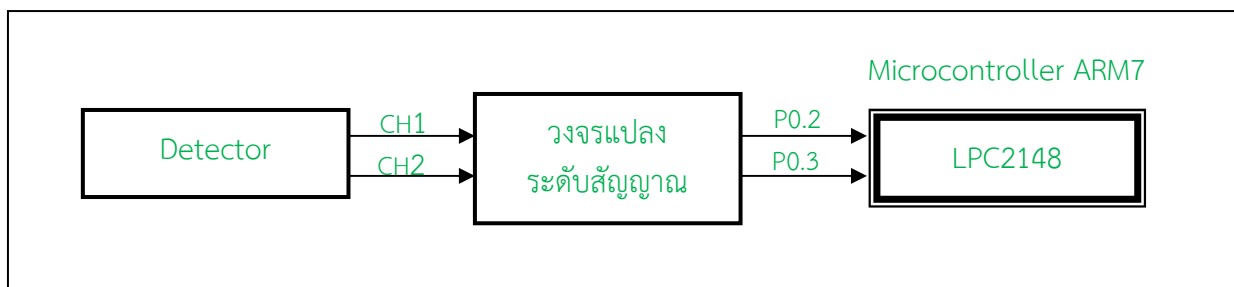 Microcontroller ARM7
Detector
CH1
CH2
วงจรแปลง
ระดับสัญญาณ
P0.2
P0.3
LPC2148